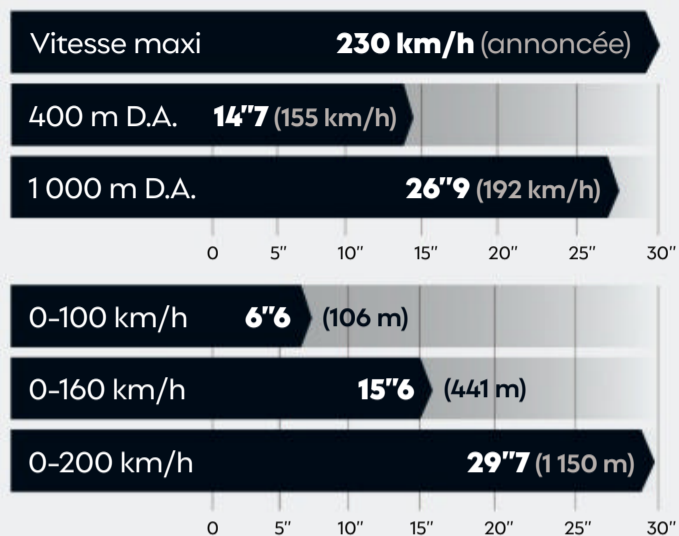 Vitesse maxi 230 km/h (annoncée)
400 m D.A. 14"7 (155 km/h)
1 000 m D.A. 26"9 (192 km/h)
0 5" 10" 15" 20" 25" 30"
0-100 km/h 6"6 (106 m)
0-160 km/h 15"6 (441 m)
0-200 km/h 29"7 (1 150 m)
0 5" 10" 15" 20" 25" 30"